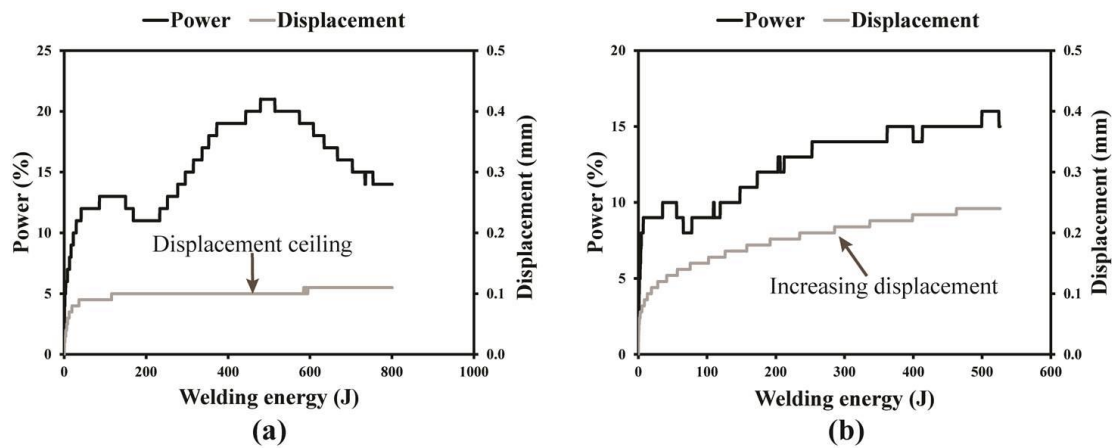 Power Displacement
25
20
15
10
5
0
Power (%)
0.5
0.4
0.3
0.2
0.1
0.0
Displacement (mm)
Displacement ceiling
0 200 400 600 800 1000
Welding energy (J)
(a)
Power Displacement
20
15
10
5
0
Power (%)
0.5
0.4
0.3
0.2
0.1
0.0
Displacement (mm)
Increasing displacement
0 100 200 300 400 500 600
Welding energy (J)
(b)